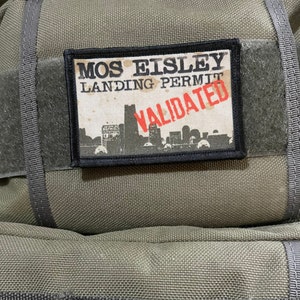 MOS EISLEY
LANDING PERMIT
VALIDATED